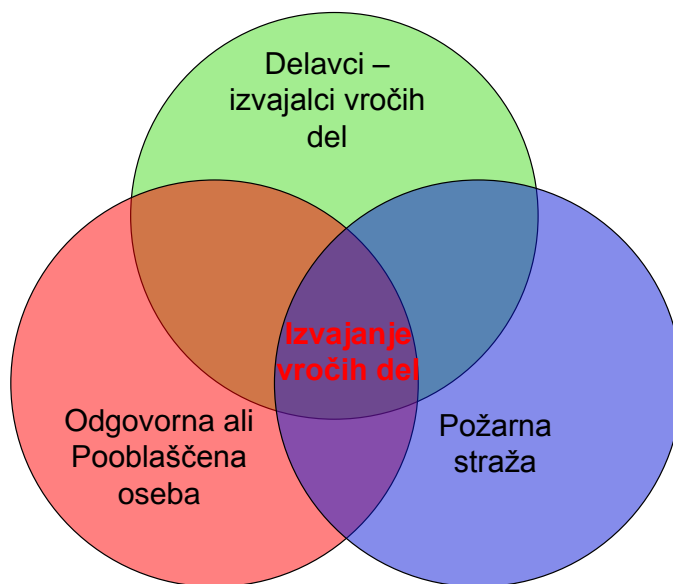 Delavci –
izvajalci vročih
del
Izvajanje
vročih del
Odgovorna ali
Pooblaščena
oseba
Požarna
straža